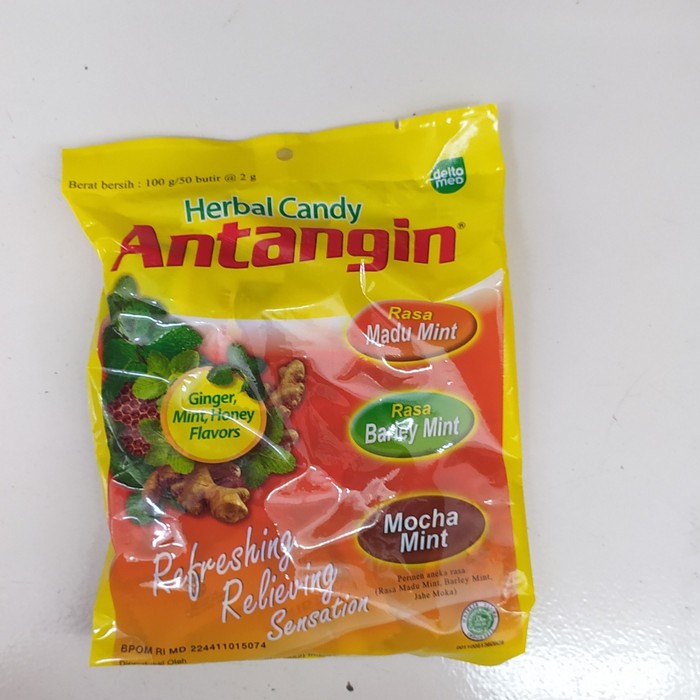 Berat bersih : 100 g/50 butir @ 2 g
delto
med
Herbal Candy
Antangin®
Rasa
Madu Mint
Ginger,
Mint, Honey
Flavors
Rasa
Barley Mint
Mocha
Mint
Refreshing
Relieving
Sensation
Permen aneka rasa
(Rasa Madu Mint, Barley Mint,
Jahe Moka)
BPOM RI MD 224411015074
Oleh